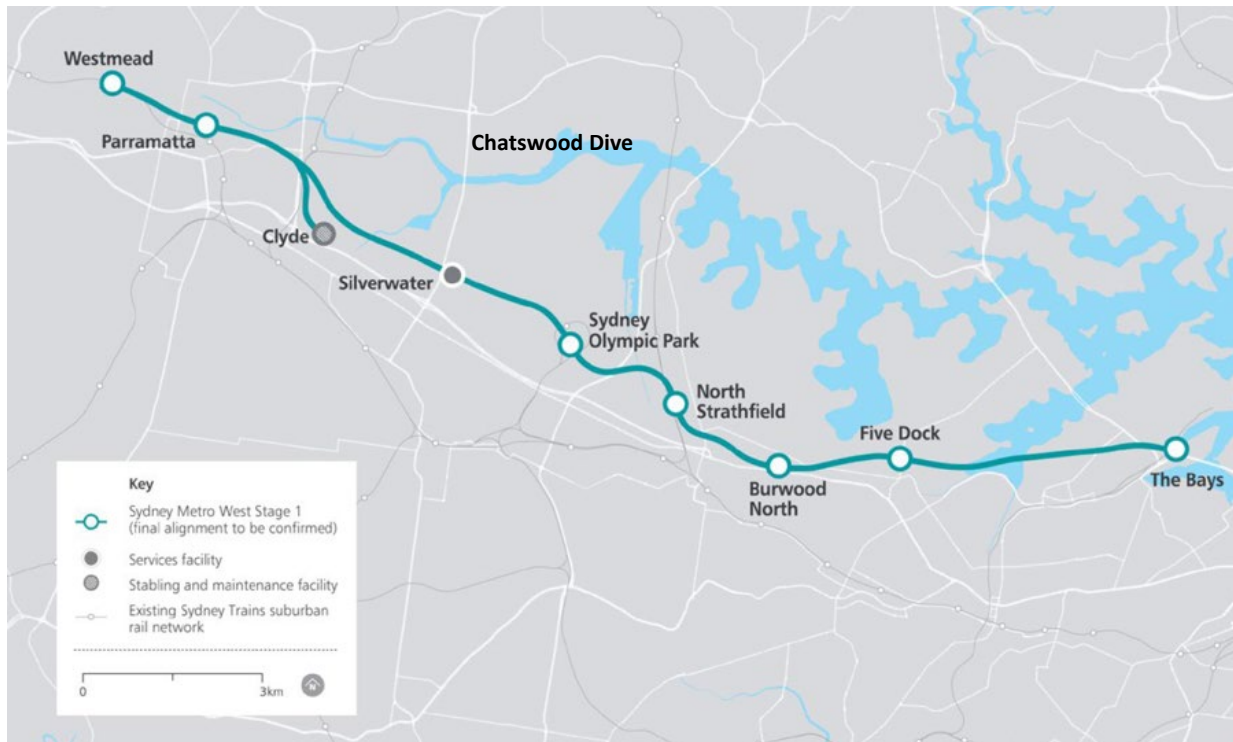 Westmead
Parramatta
Chatswood Dive
Clyde
Silverwater
Sydney
Olympic Park
North
Strathfield
Five Dock
Burwood
North
The Bays
Key
Sydney Metro West Stage 1
(final alignment to be confirmed)
Services facility
Stabling and maintenance facility
Existing Sydney Trains suburban
rail network
0
3km
N